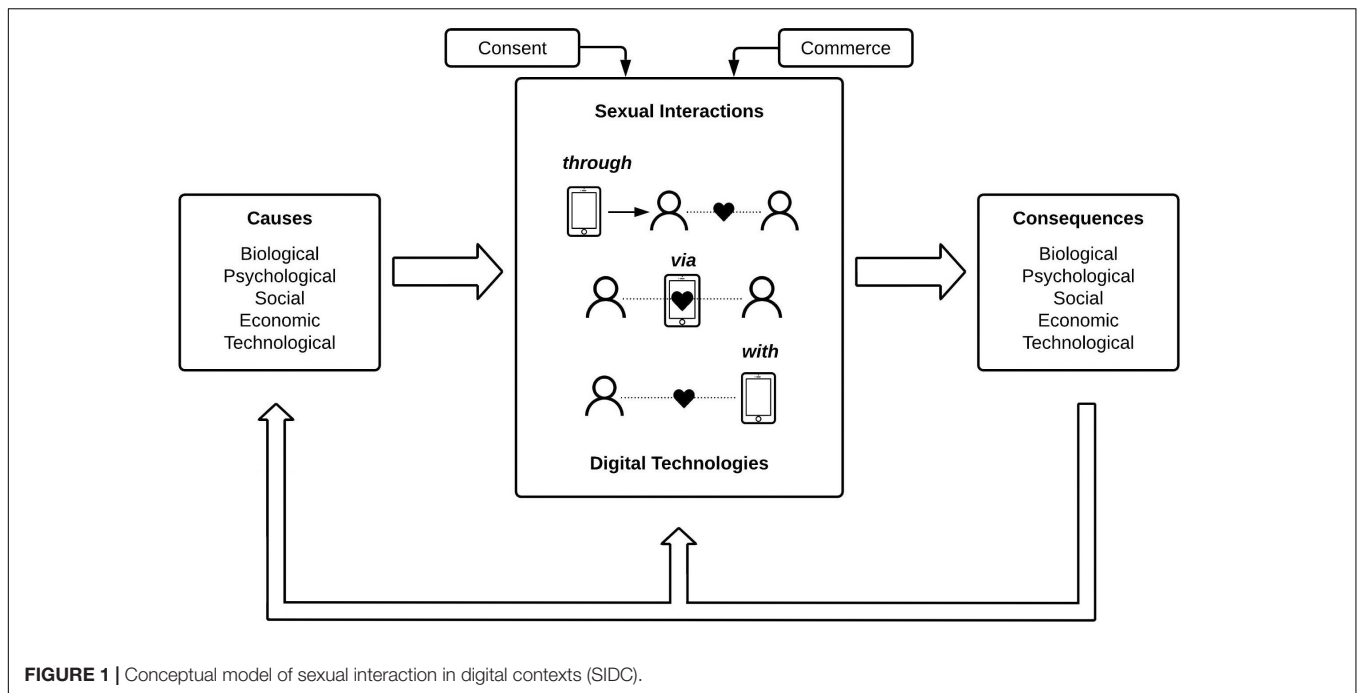 Consent
Commerce
Sexual Interactions
through
via
with
Digital Technologies
Causes
Biological
Psychological
Social
Economic
Technological
Consequences
Biological
Psychological
Social
Economic
Technological
FIGURE 1 | Conceptual model of sexual interaction in digital contexts (SIDC).